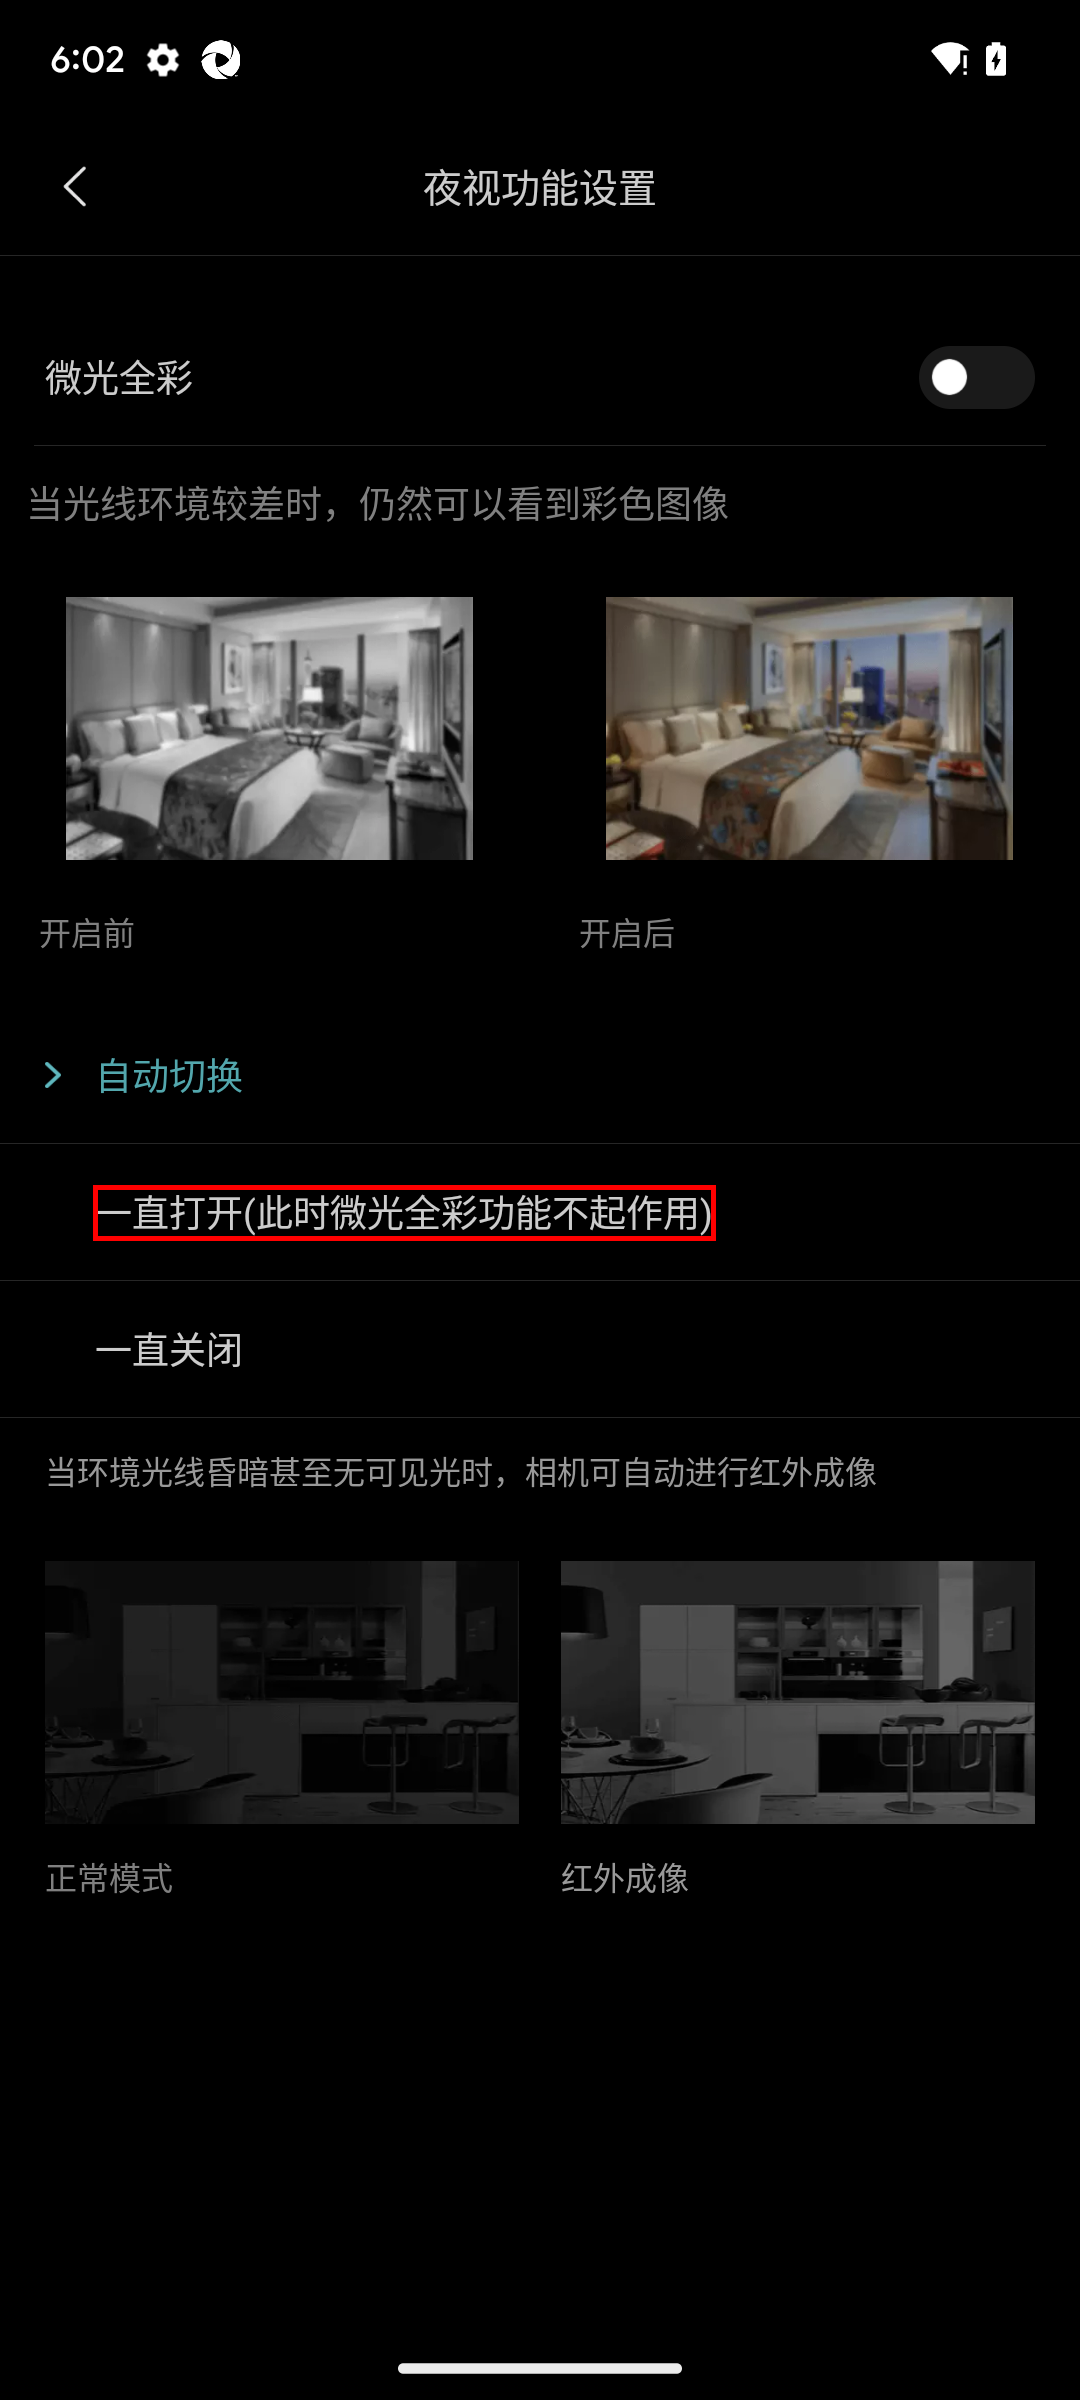 6:02
夜视功能设置
微光全彩
当光线环境较差时，仍然可以看到彩色图像
开启前
开启后
自动切换
一直打开(此时微光全彩功能不起作用)
一直关闭
当环境光线昏暗甚至无可见光时，相机可自动进行红外成像
正常模式
红外成像